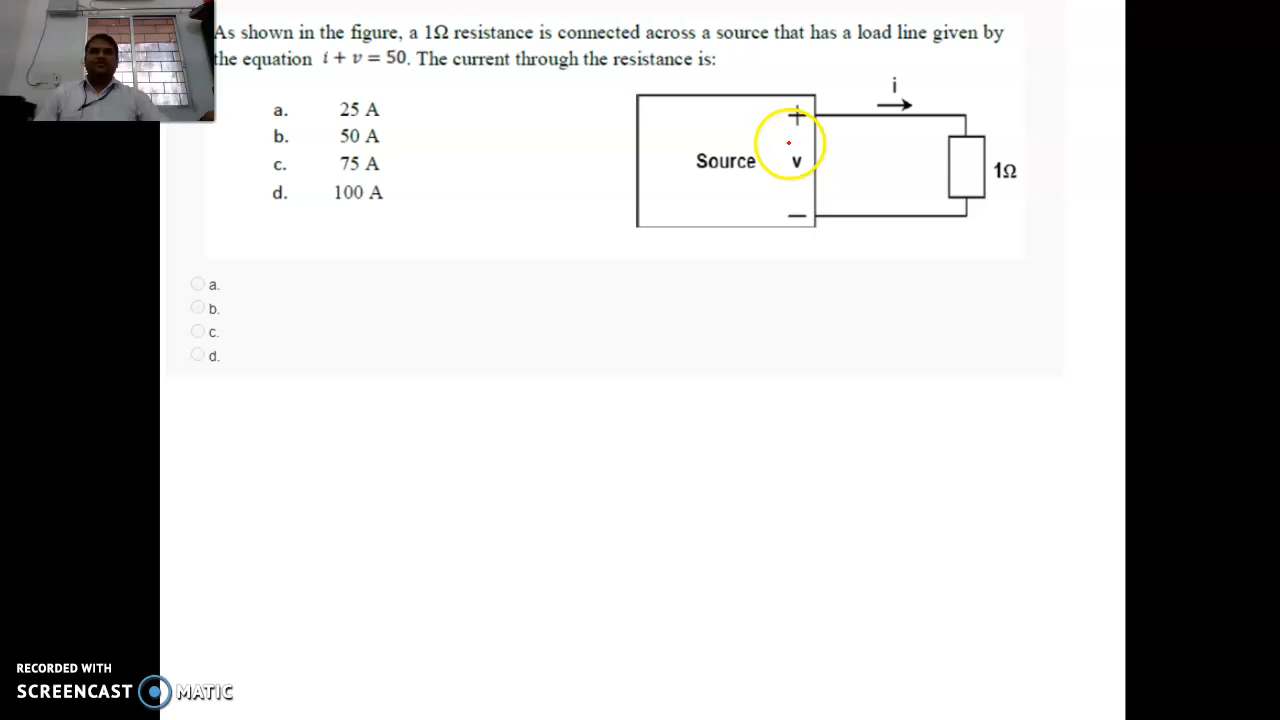 As shown in the figure, a 1Ω resistance is connected across a source that has a load line given by
the equation i + v = 50. The current through the resistance is:
a. 25 A
b. 50 A
c. 75 A
d. 100 A
i
+
Source v
1Ω
—
a.
b.
c.
d.
RECORDED WITH
SCREENCAST MATIC